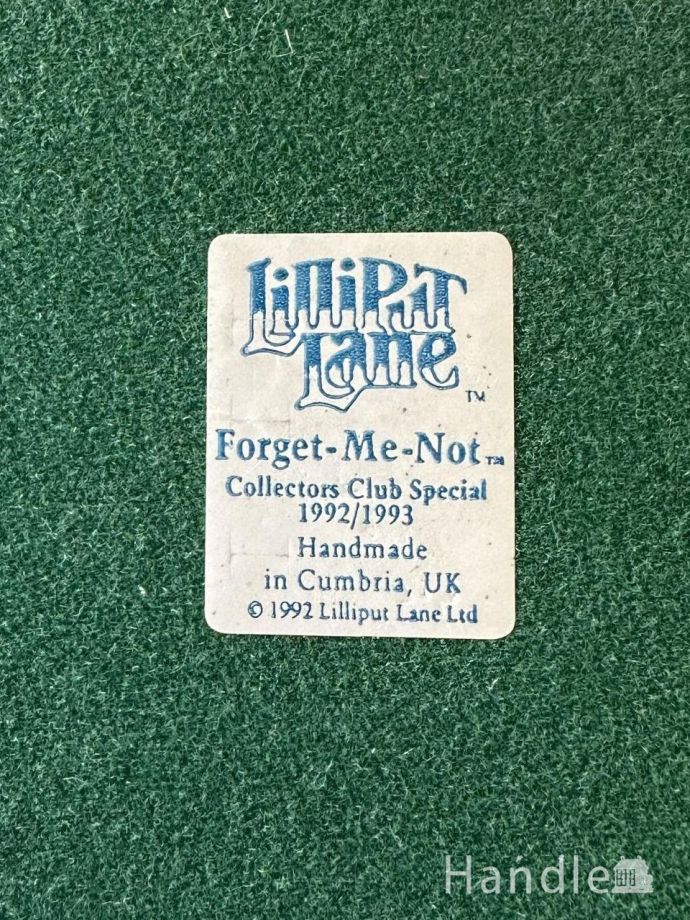 Lilliput
Lane
TM
Forget-Me-Not™
Collectors Club Special
1992/1993
Handmade
in Cumbria, UK
© 1992 Lilliput Lane Ltd
Handle